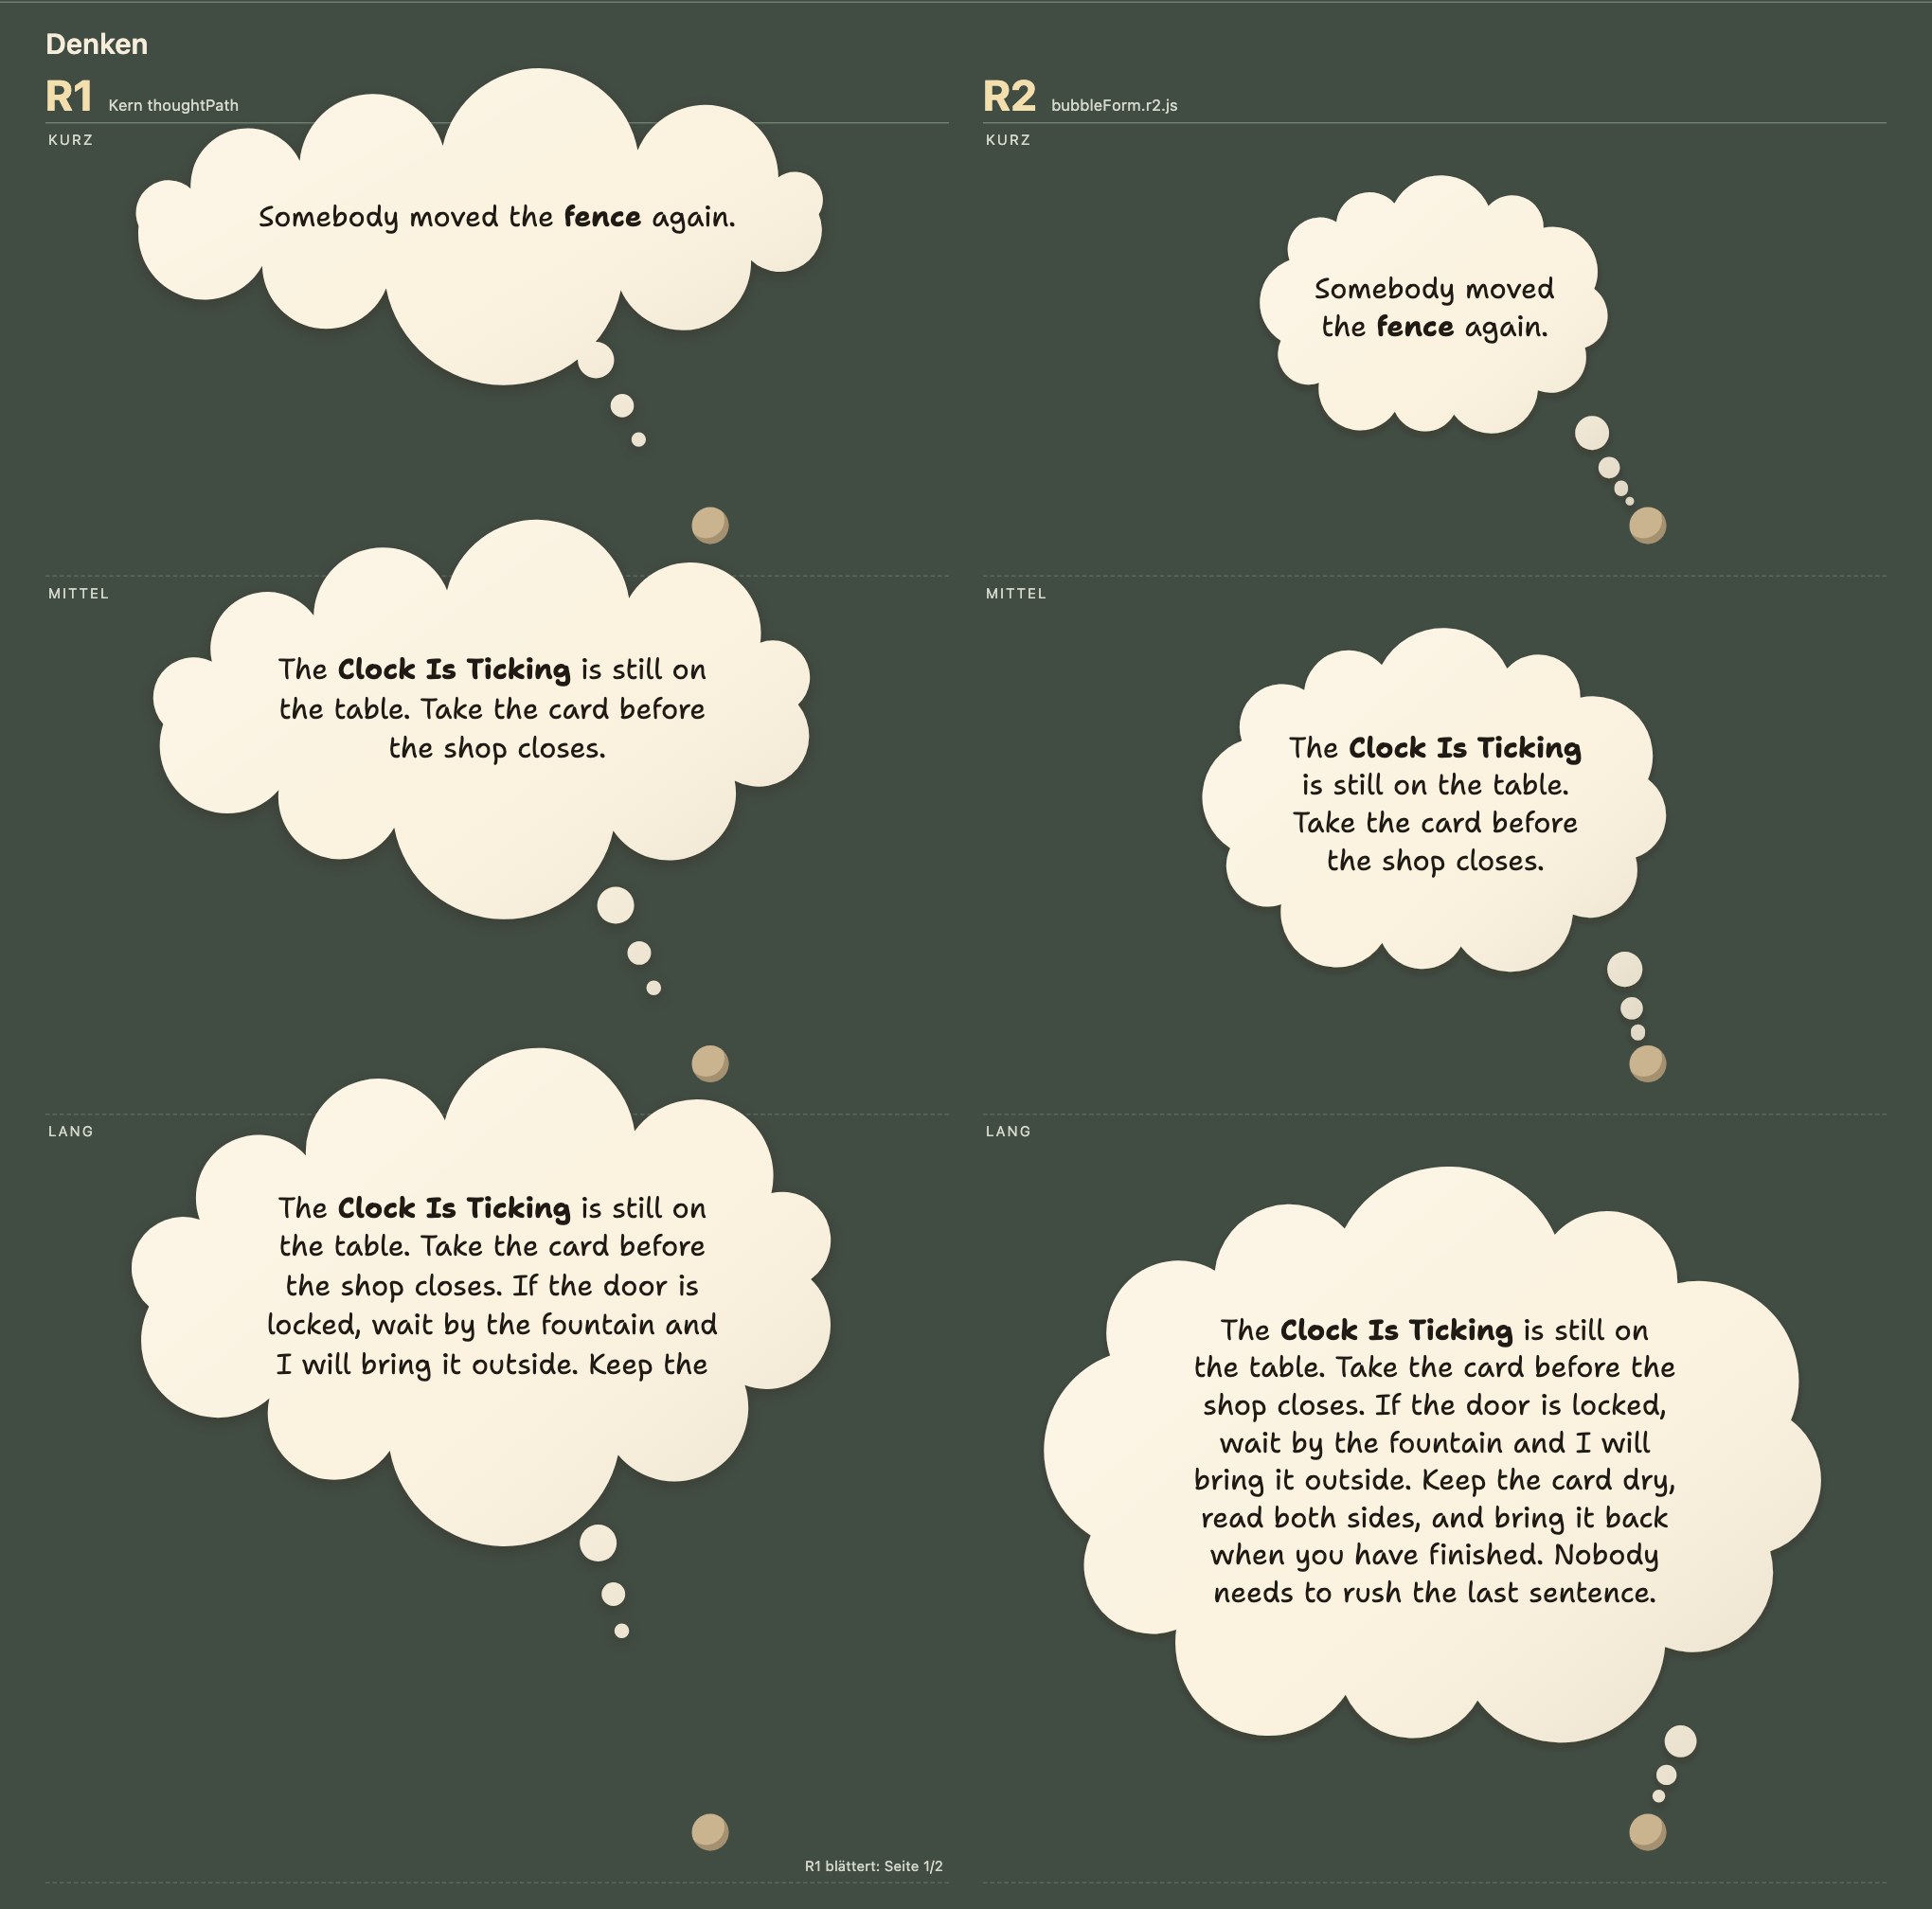 Denken
R1 Kern thoughtPath
KURZ
Somebody moved the fence again.
MITTEL
The Clock Is Ticking is still on
the table. Take the card before
the shop closes.
LANG
The Clock Is Ticking is still on
the table. Take the card before
the shop closes. If the door is
locked, wait by the fountain and
I will bring it outside. Keep the
R1 blättert: Seite 1/2
R2 bubbleForm.r2.js
KURZ
Somebody moved
the fence again.
MITTEL
The Clock Is Ticking
is still on the table.
Take the card before
the shop closes.
LANG
The Clock Is Ticking is still on
the table. Take the card before the
shop closes. If the door is locked,
wait by the fountain and I will
bring it outside. Keep the card dry,
read both sides, and bring it back
when you have finished. Nobody
needs to rush the last sentence.